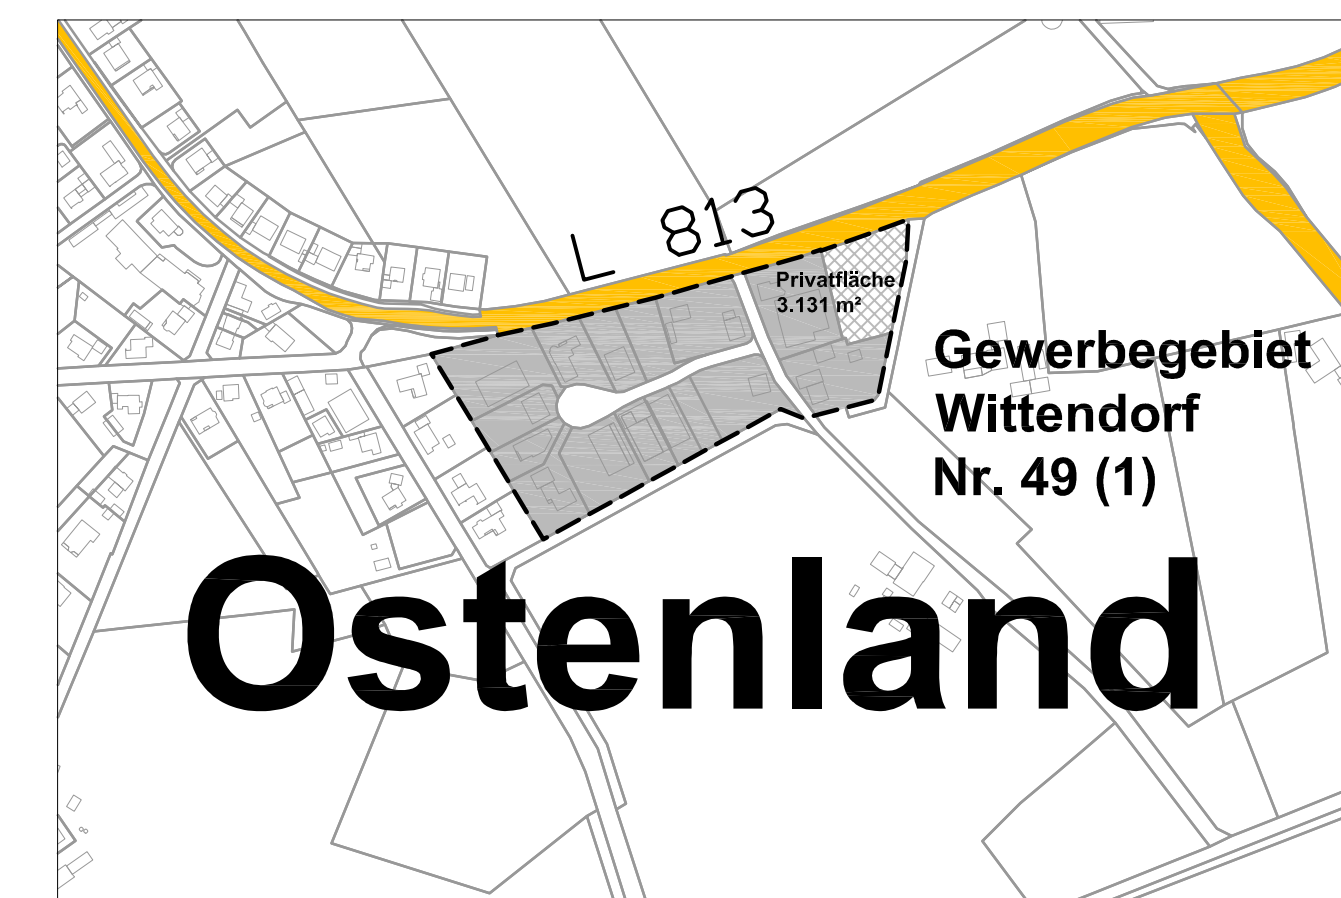 L 813
Privatfläche
3.131 m²
Gewerbegebiet
Wittendorf
Nr. 49 (1)
Ostenland